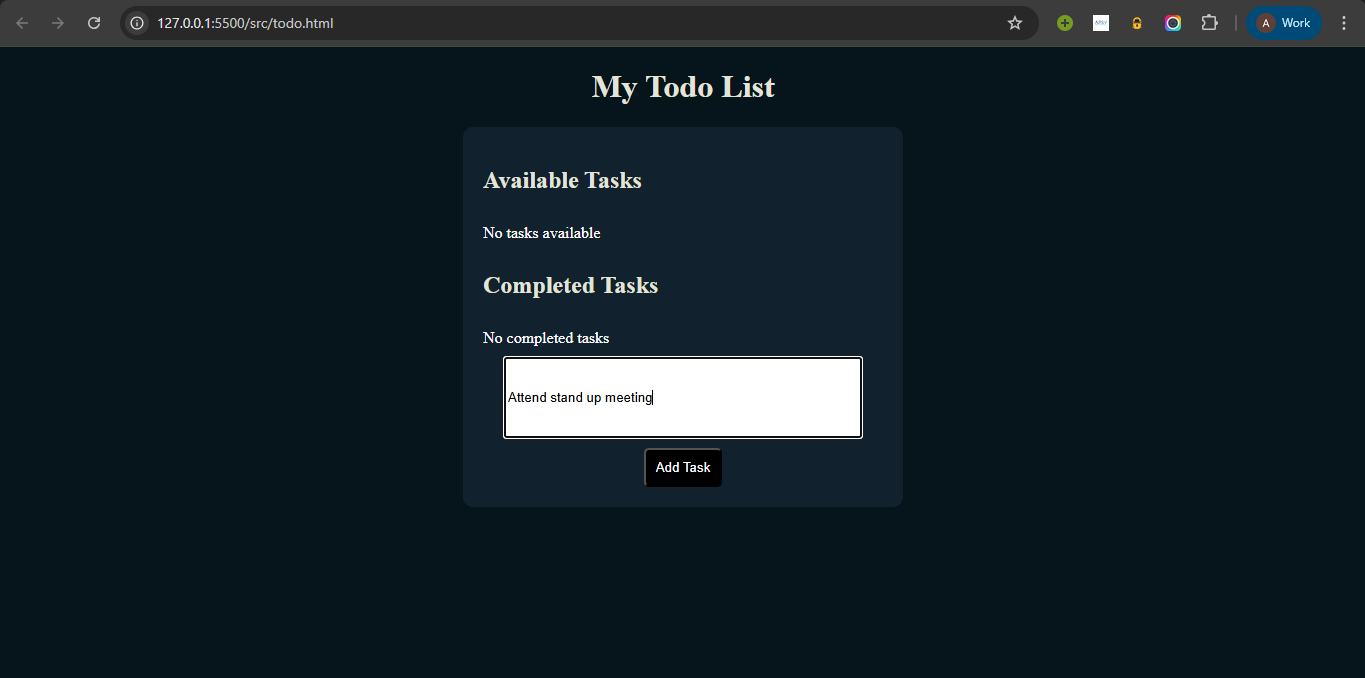 127.0.0.1:5500/src/todo.html
A Work
My Todo List
Available Tasks
No tasks available
Completed Tasks
No completed tasks
Attend stand up meeting
Add Task